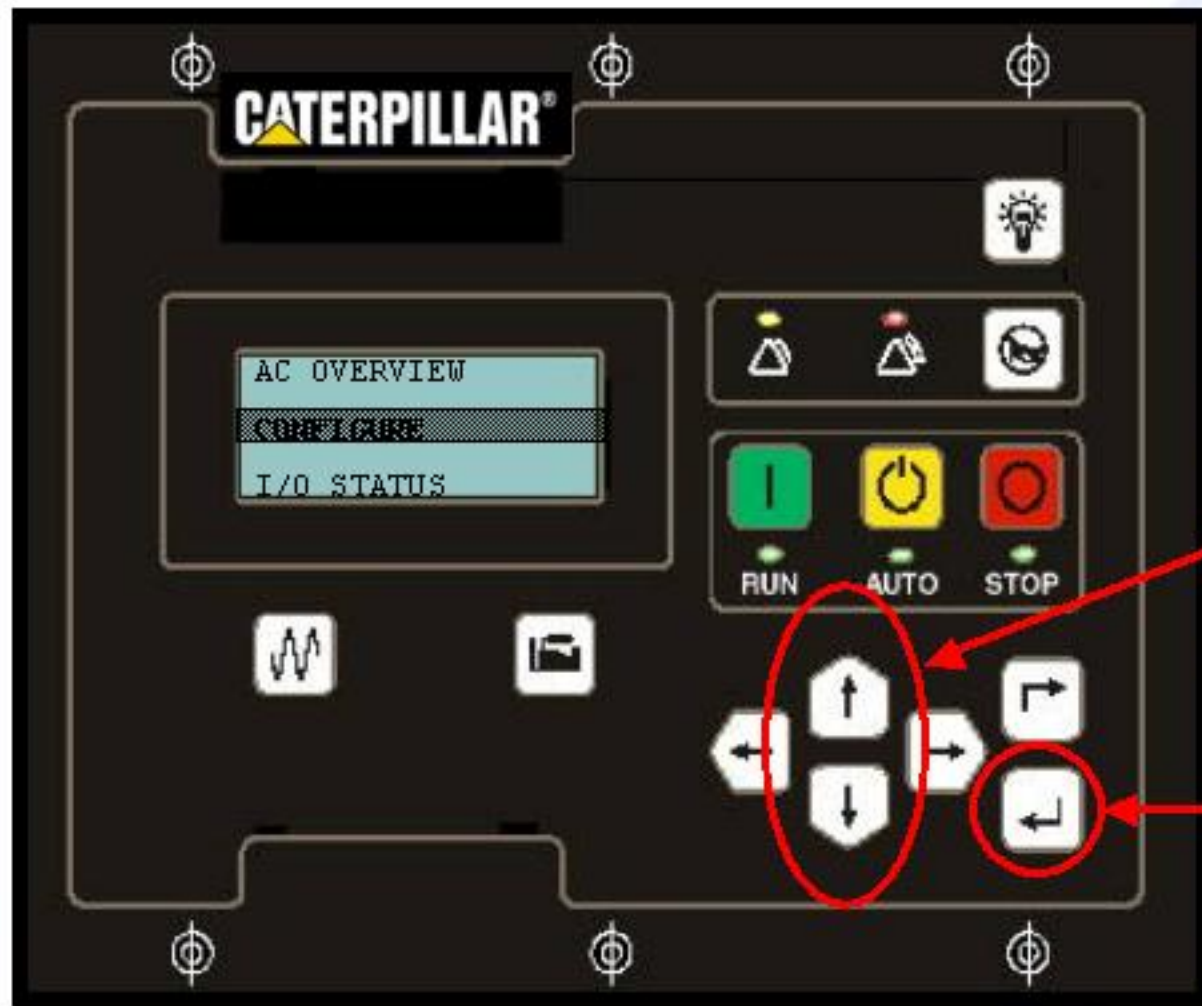 CATERPILLAR®
AC OVERVIEW
CONFIGURE
I/O STATUS
RUN AUTO STOP